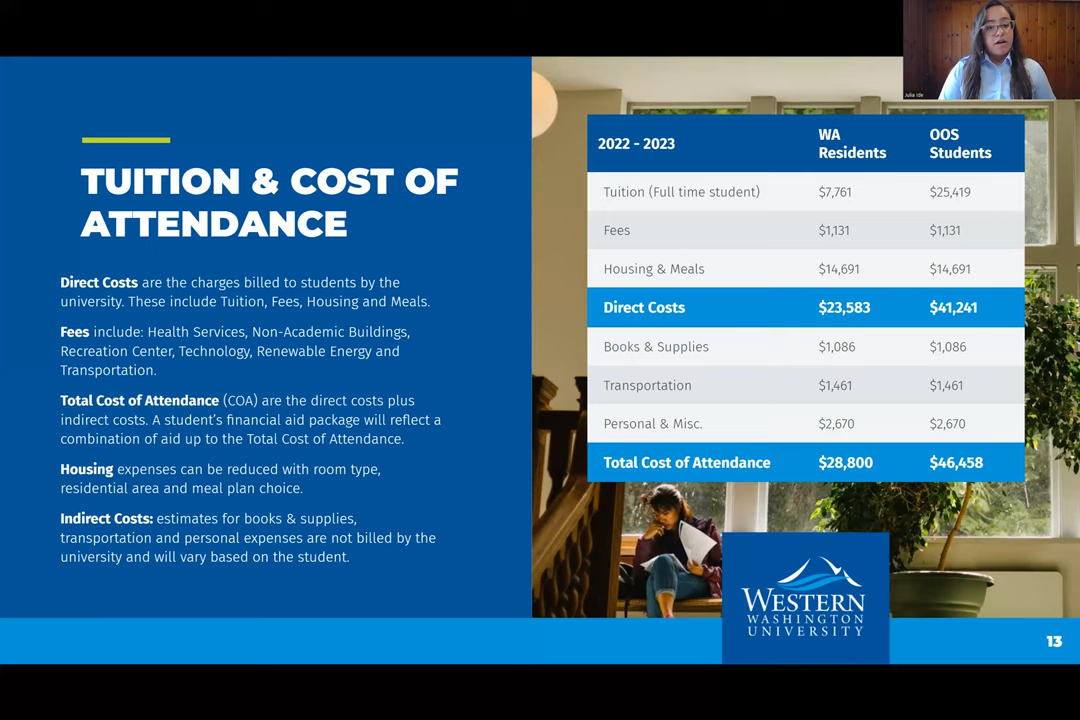 Julia Ide
TUITION & COST OF
ATTENDANCE
Direct Costs are the charges billed to students by the
university. These include Tuition, Fees, Housing and Meals.
Fees include: Health Services, Non-Academic Buildings,
Recreation Center, Technology, Renewable Energy and
Transportation.
Total Cost of Attendance (COA) are the direct costs plus
indirect costs. A student's financial aid package will reflect a
combination of aid up to the Total Cost of Attendance.
Housing expenses can be reduced with room type,
residential area and meal plan choice.
Indirect Costs: estimates for books & supplies,
transportation and personal expenses are not billed by the
university and will vary based on the student.
2022 - 2023 WA Residents OOS Students
Tuition (Full time student) $7,761 $25,419
Fees $1,131 $1,131
Housing & Meals $14,691 $14,691
Direct Costs $23,583 $41,241
Books & Supplies $1,086 $1,086
Transportation $1,461 $1,461
Personal & Misc. $2,670 $2,670
Total Cost of Attendance $28,800 $46,458
WESTERN
WASHINGTON
UNIVERSITY
13